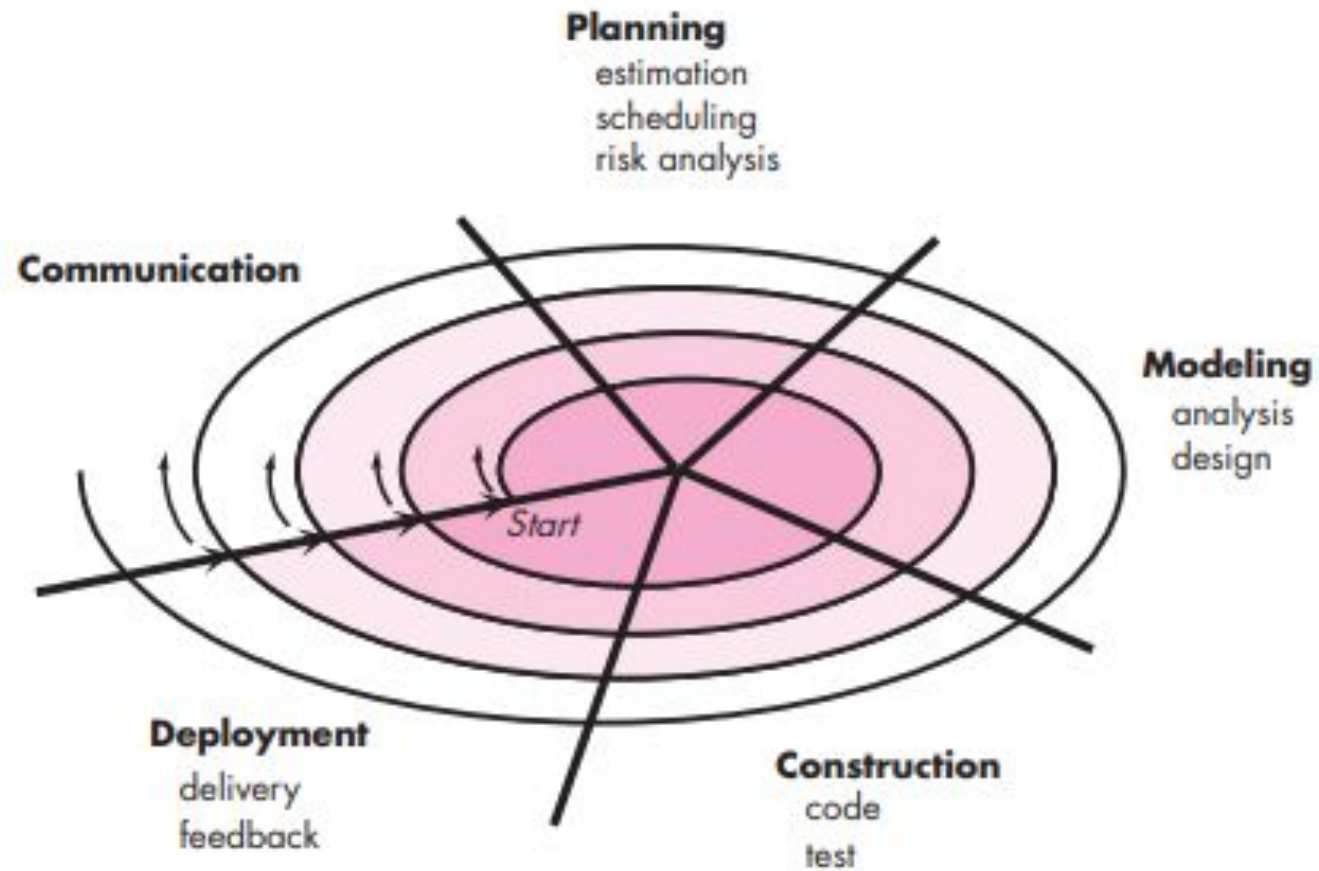 Planning
estimation
scheduling
risk analysis
Communication
Modeling
analysis
design
Start
Deployment
delivery
feedback
Construction
code
test